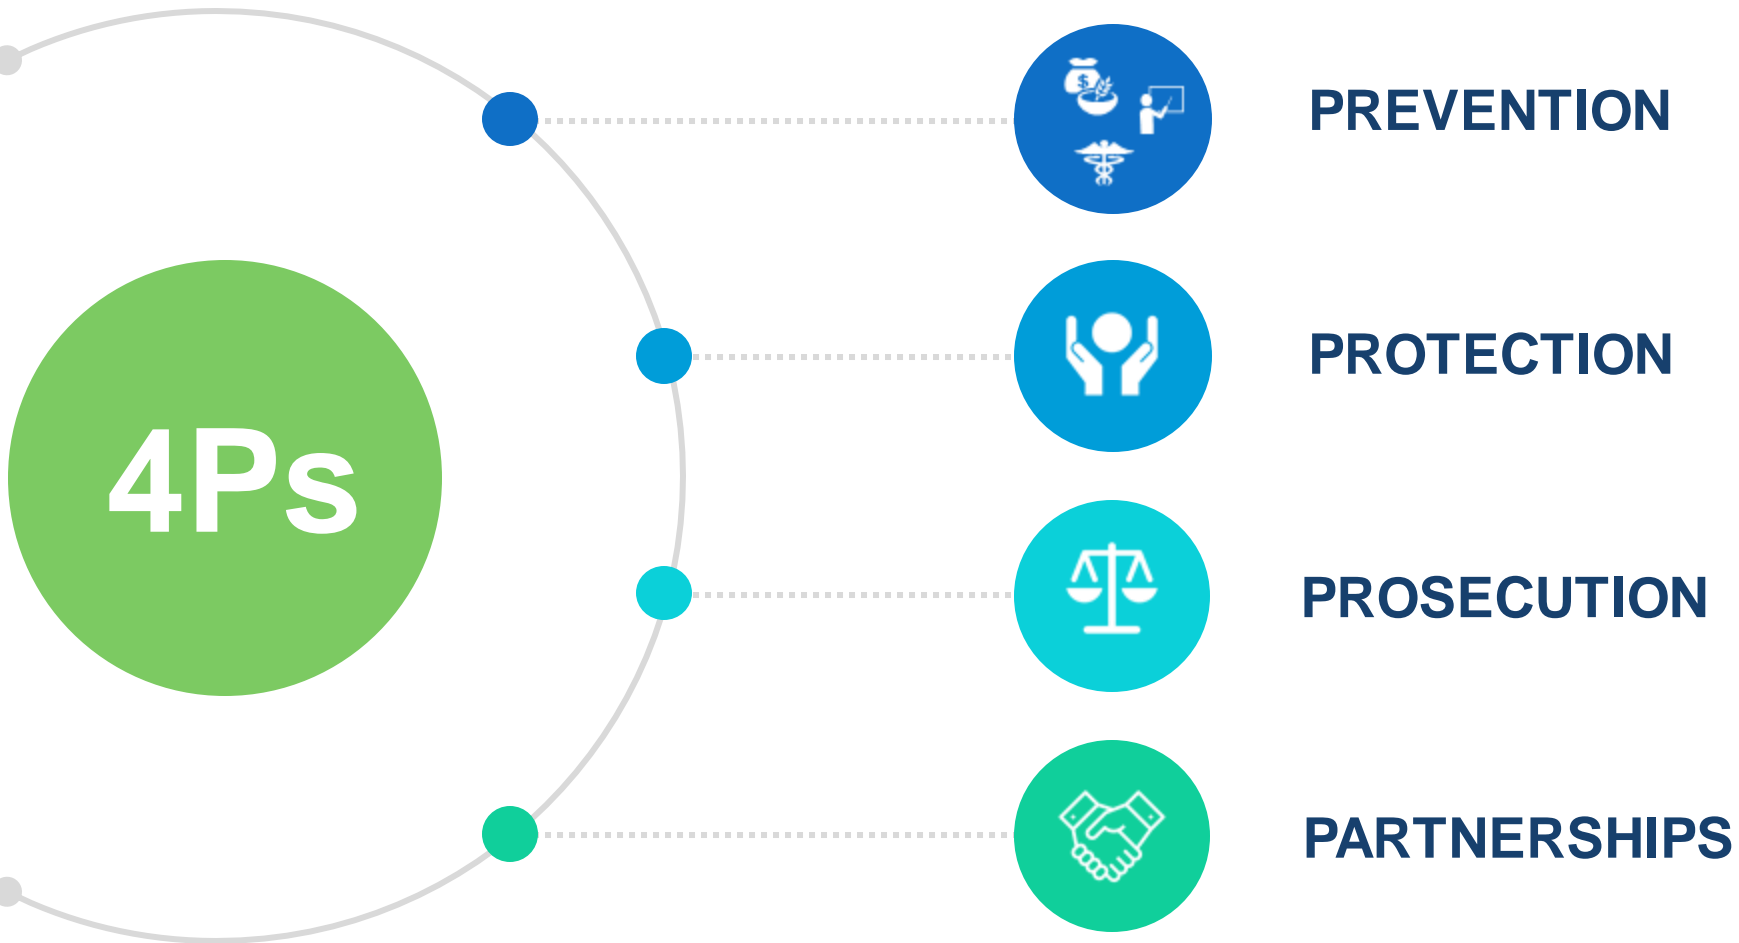 4Ps
PREVENTION
PROTECTION
PROSECUTION
PARTNERSHIPS
$